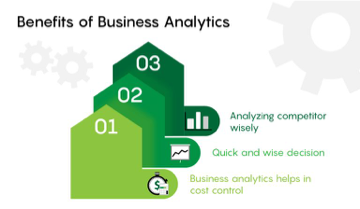 Benefits of Business Analytics
03
Analyzing competitor
wisely
02
Quick and wise decision
01
Business analytics helps in
cost control
$